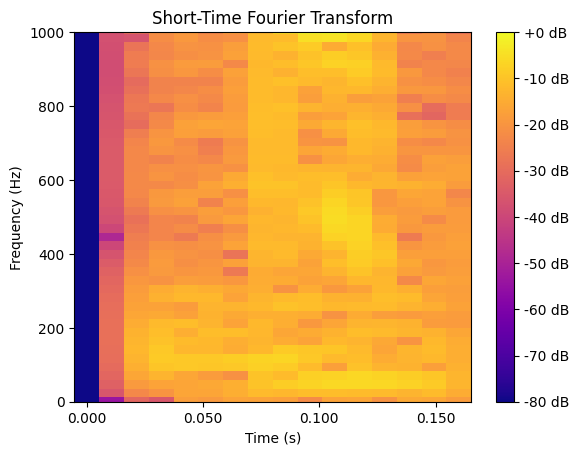 Short-Time Fourier Transform
1000
800
600
400
200
0
Frequency (Hz)
0.000
0.050
0.100
0.150
Time (s)
+0 dB
-10 dB
-20 dB
-30 dB
-40 dB
-50 dB
-60 dB
-70 dB
-80 dB